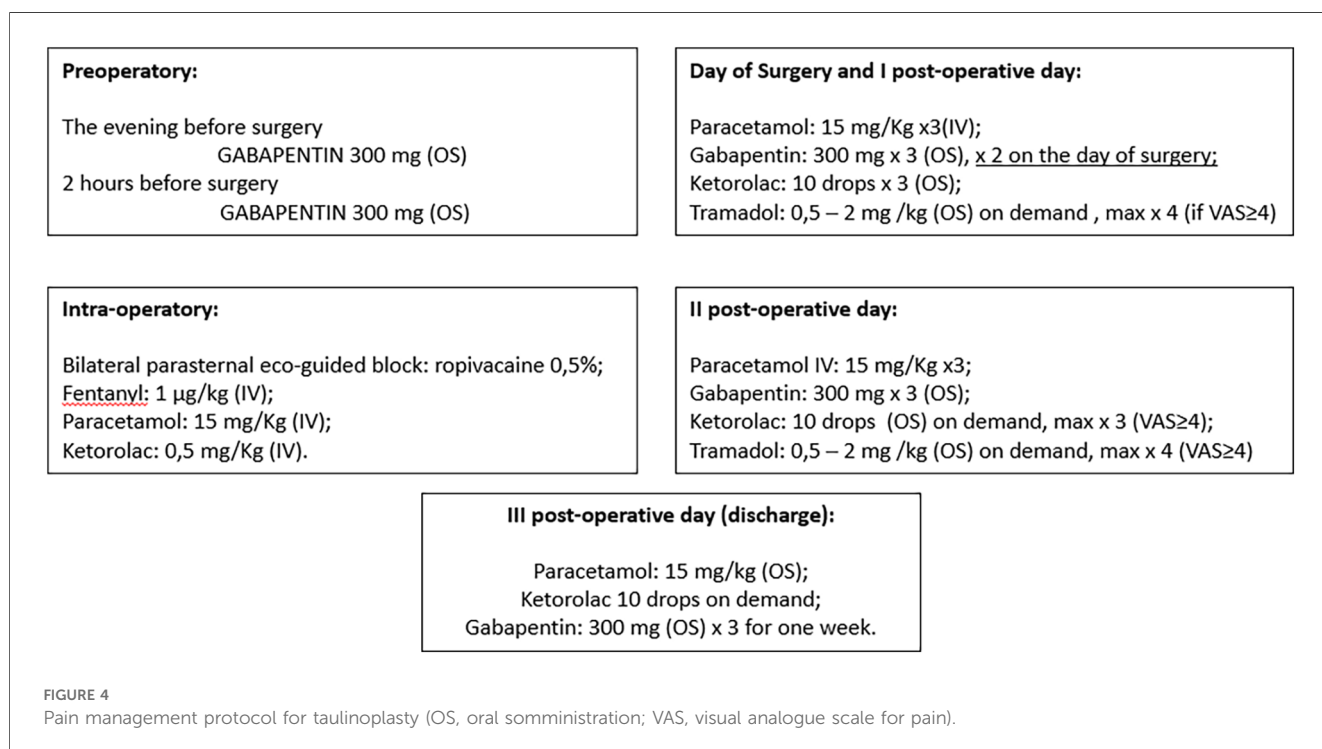 Preoperatory:
The evening before surgery
GABAPENTIN 300 mg (OS)
2 hours before surgery
GABAPENTIN 300 mg (OS)
Day of Surgery and I post-operative day:
Paracetamol: 15 mg/Kg x3(IV);
Gabapentin: 300 mg x 3 (OS), x 2 on the day of surgery;
Ketorolac: 10 drops x 3 (OS);
Tramadol: 0,5 – 2 mg /kg (OS) on demand , max x 4 (if VAS≥4)
Intra-operatory:
Bilateral parasternal eco-guided block: ropivacaine 0,5%;
Fentanyl: 1 µg/kg (IV);
Paracetamol: 15 mg/Kg (IV);
Ketorolac: 0,5 mg/Kg (IV).
II post-operative day:
Paracetamol IV: 15 mg/Kg x3;
Gabapentin: 300 mg x 3 (OS);
Ketorolac: 10 drops (OS) on demand, max x 3 (VAS≥4);
Tramadol: 0,5 – 2 mg /kg (OS) on demand, max x 4 (VAS≥4)
III post-operative day (discharge):
Paracetamol: 15 mg/kg (OS);
Ketorolac 10 drops on demand;
Gabapentin: 300 mg (OS) x 3 for one week.
FIGURE 4
Pain management protocol for taulinoplasty (OS, oral somministration; VAS, visual analogue scale for pain).